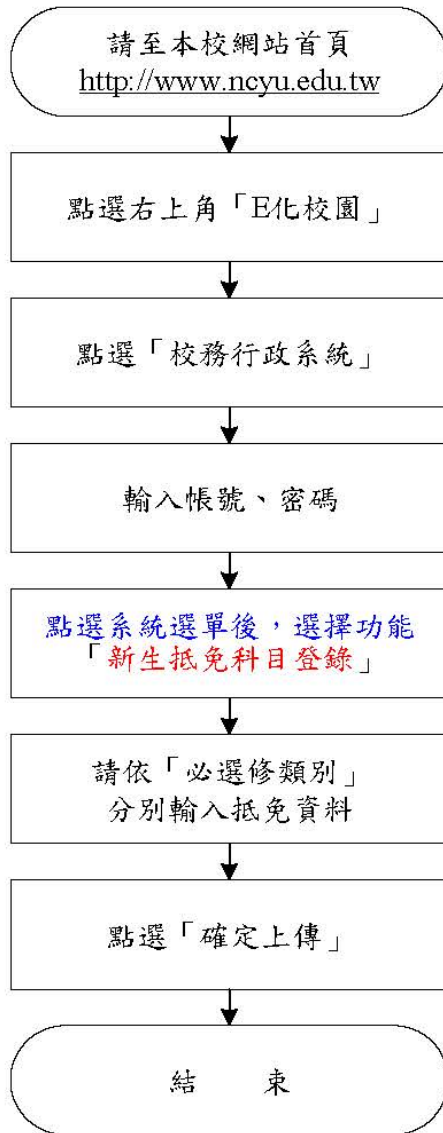 請至本校網站首頁
http://www.ncyu.edu.tw
點選右上角「E化校園」
點選「校務行政系統」
輸入帳號、密碼
點選系統選單後，選擇功能
「新生抵免科目登錄」
請依「必選修類別」
分別輸入抵免資料
點選「確定上傳」
結　　束